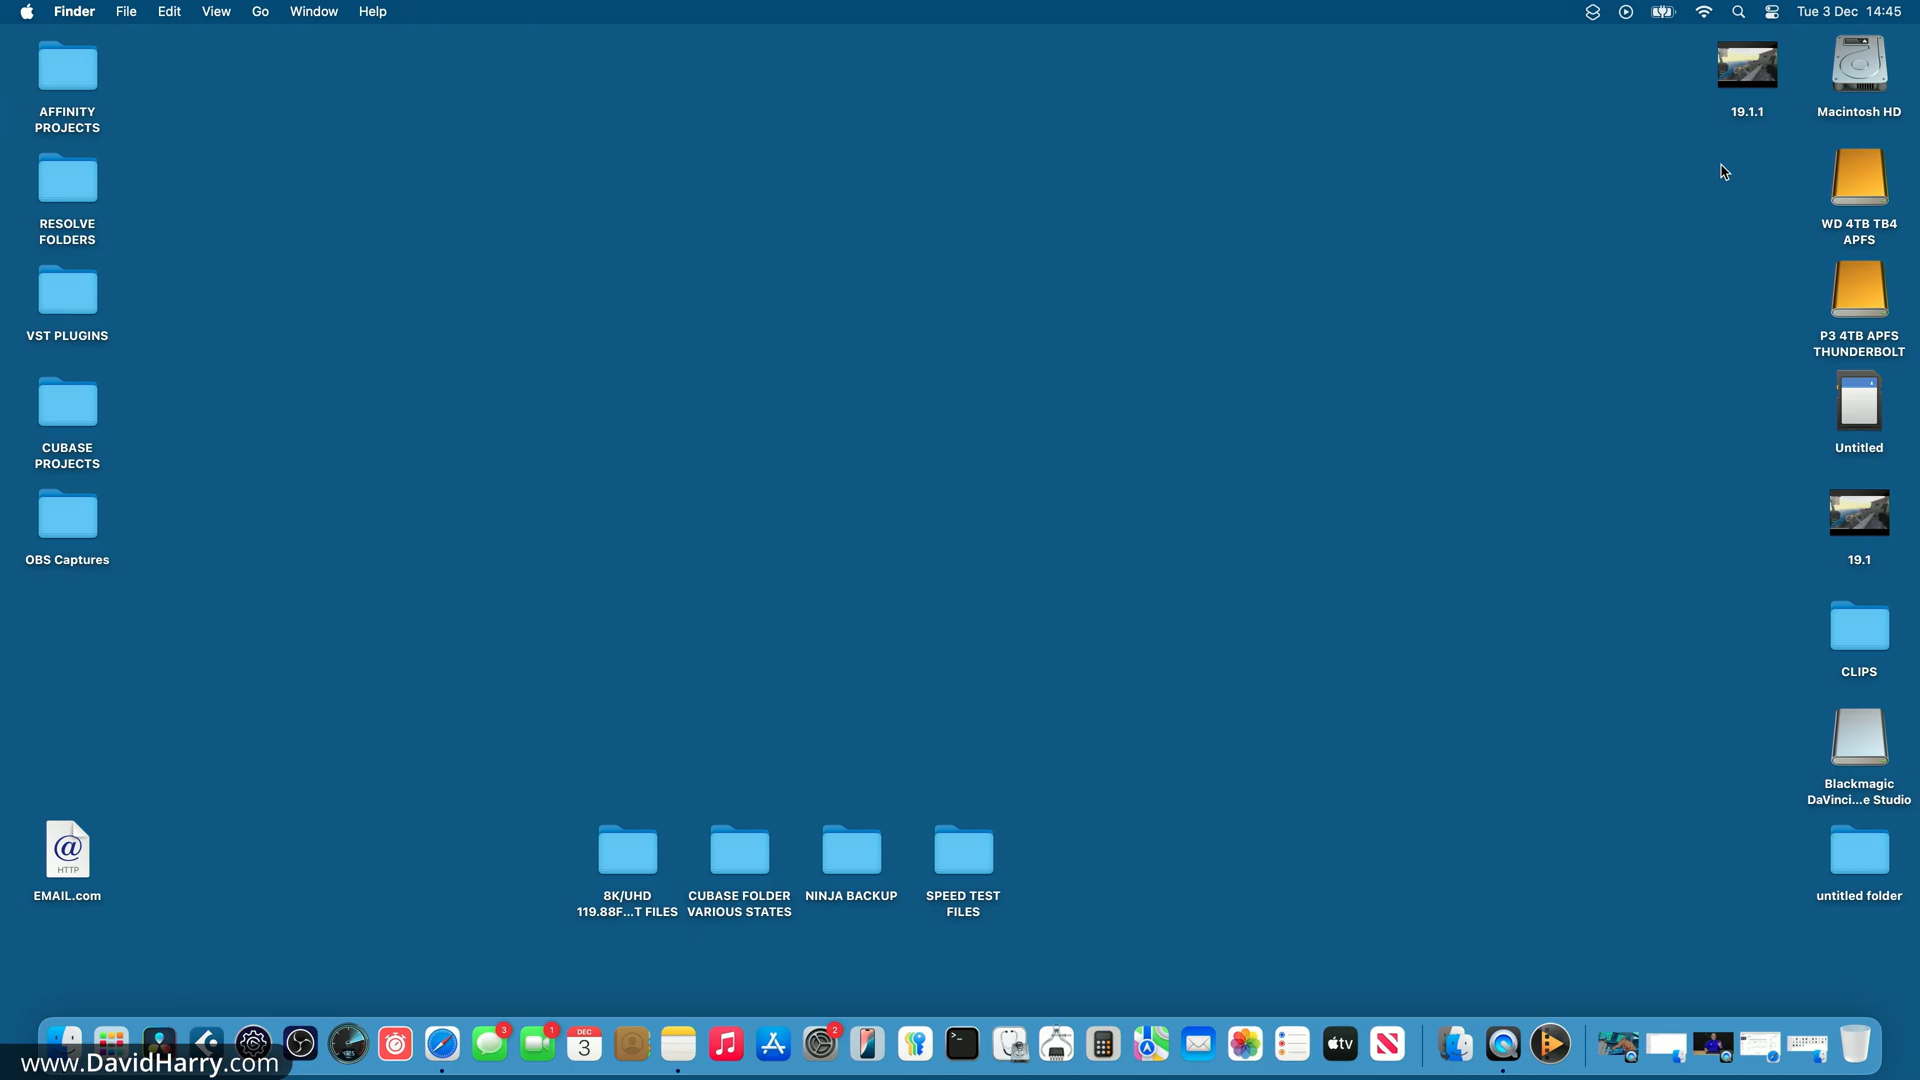 Finder File Edit View Go Window Help
Tue 3 Dec 14:45
AFFINITY
PROJECTS
RESOLVE
FOLDERS
VST PLUGINS
CUBASE
PROJECTS
OBS Captures
19.1.1
Macintosh HD
WD 4TB TB4
APFS
P3 4TB APFS
THUNDERBOLT
Untitled
19.1
CLIPS
Blackmagic
DaVinci...e Studio
HTTP
EMAIL.com
8K/UHD
119.88F...T FILES
CUBASE FOLDER
VARIOUS STATES
NINJA BACKUP
SPEED TEST
FILES
untitled folder
3
1
DEC
3
2
tv
www.DavidHarry.com